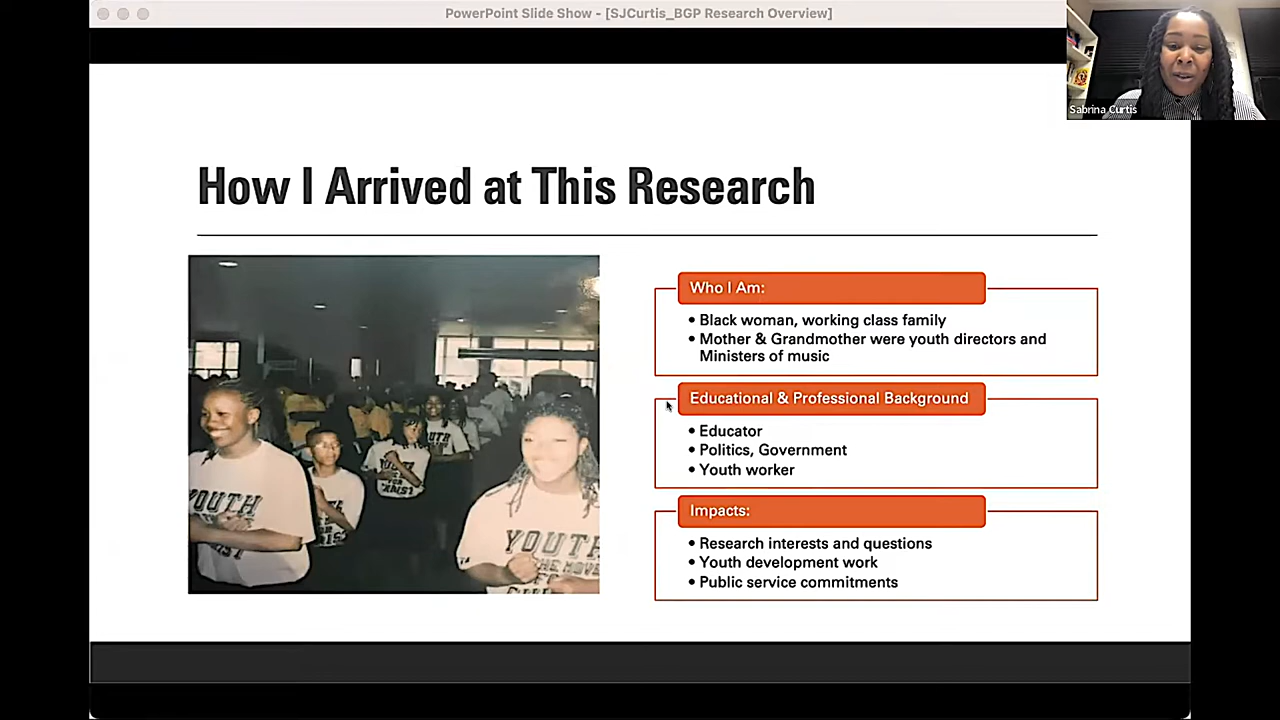 PowerPoint Slide Show - [SJCurtis_BGP Research Overview]
Sabrina Curtis
How I Arrived at This Research
Who I Am:
• Black woman, working class family
• Mother & Grandmother were youth directors and
Ministers of music
Educational & Professional Background
• Educator
• Politics, Government
• Youth worker
Impacts:
• Research interests and questions
• Youth development work
• Public service commitments
YOUTH
YOUTH